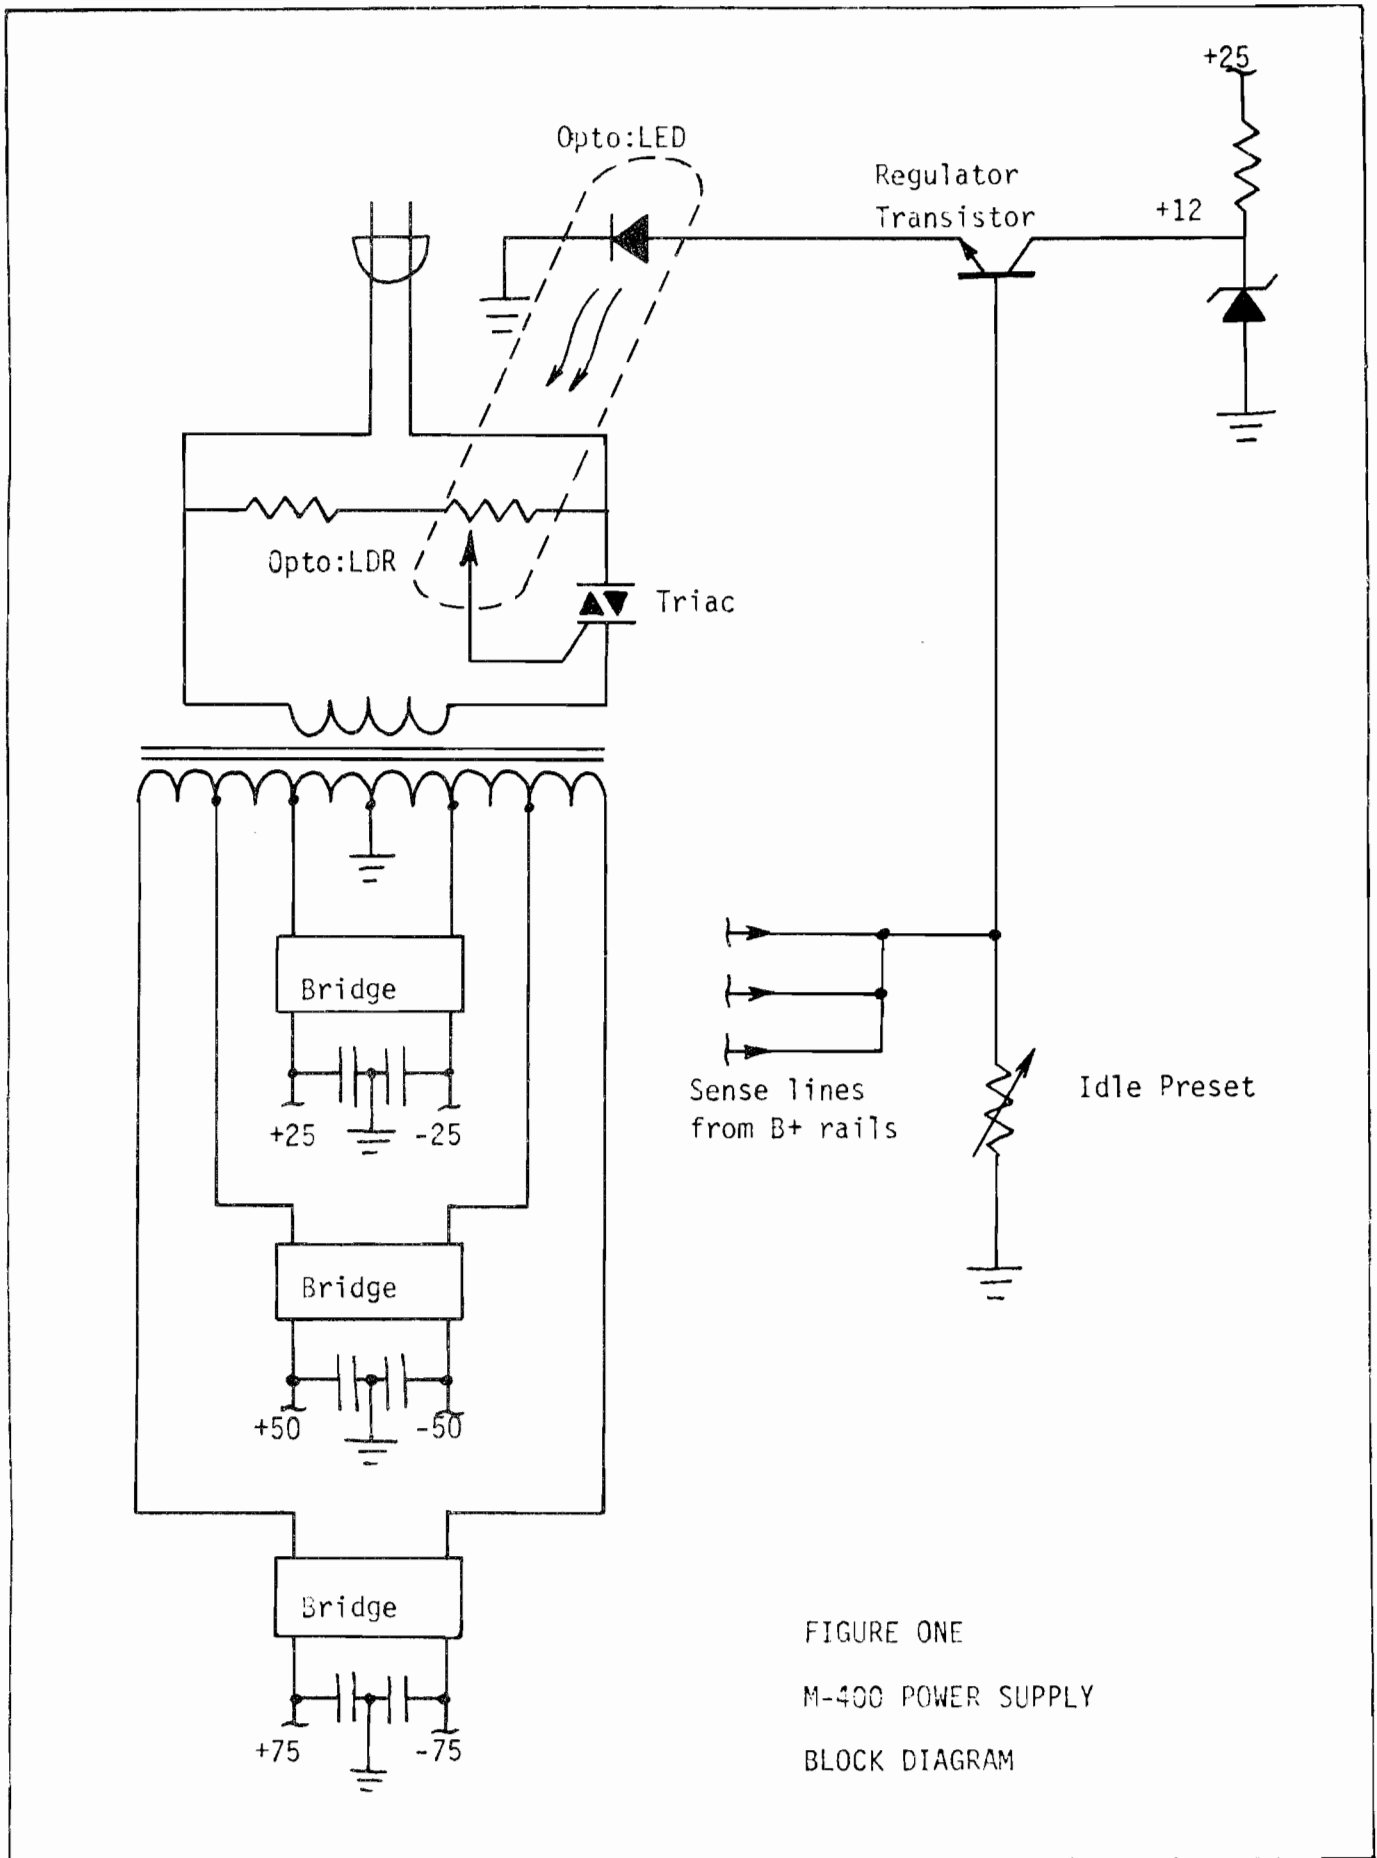 +25
Opto:LED
Regulator
Transistor
+12
Opto:LDR
Triac
Bridge
Sense lines
from B+ rails
Idle Preset
+25
-25
Bridge
+50
-50
Bridge
+75
-75
FIGURE ONE
M-400 POWER SUPPLY
BLOCK DIAGRAM